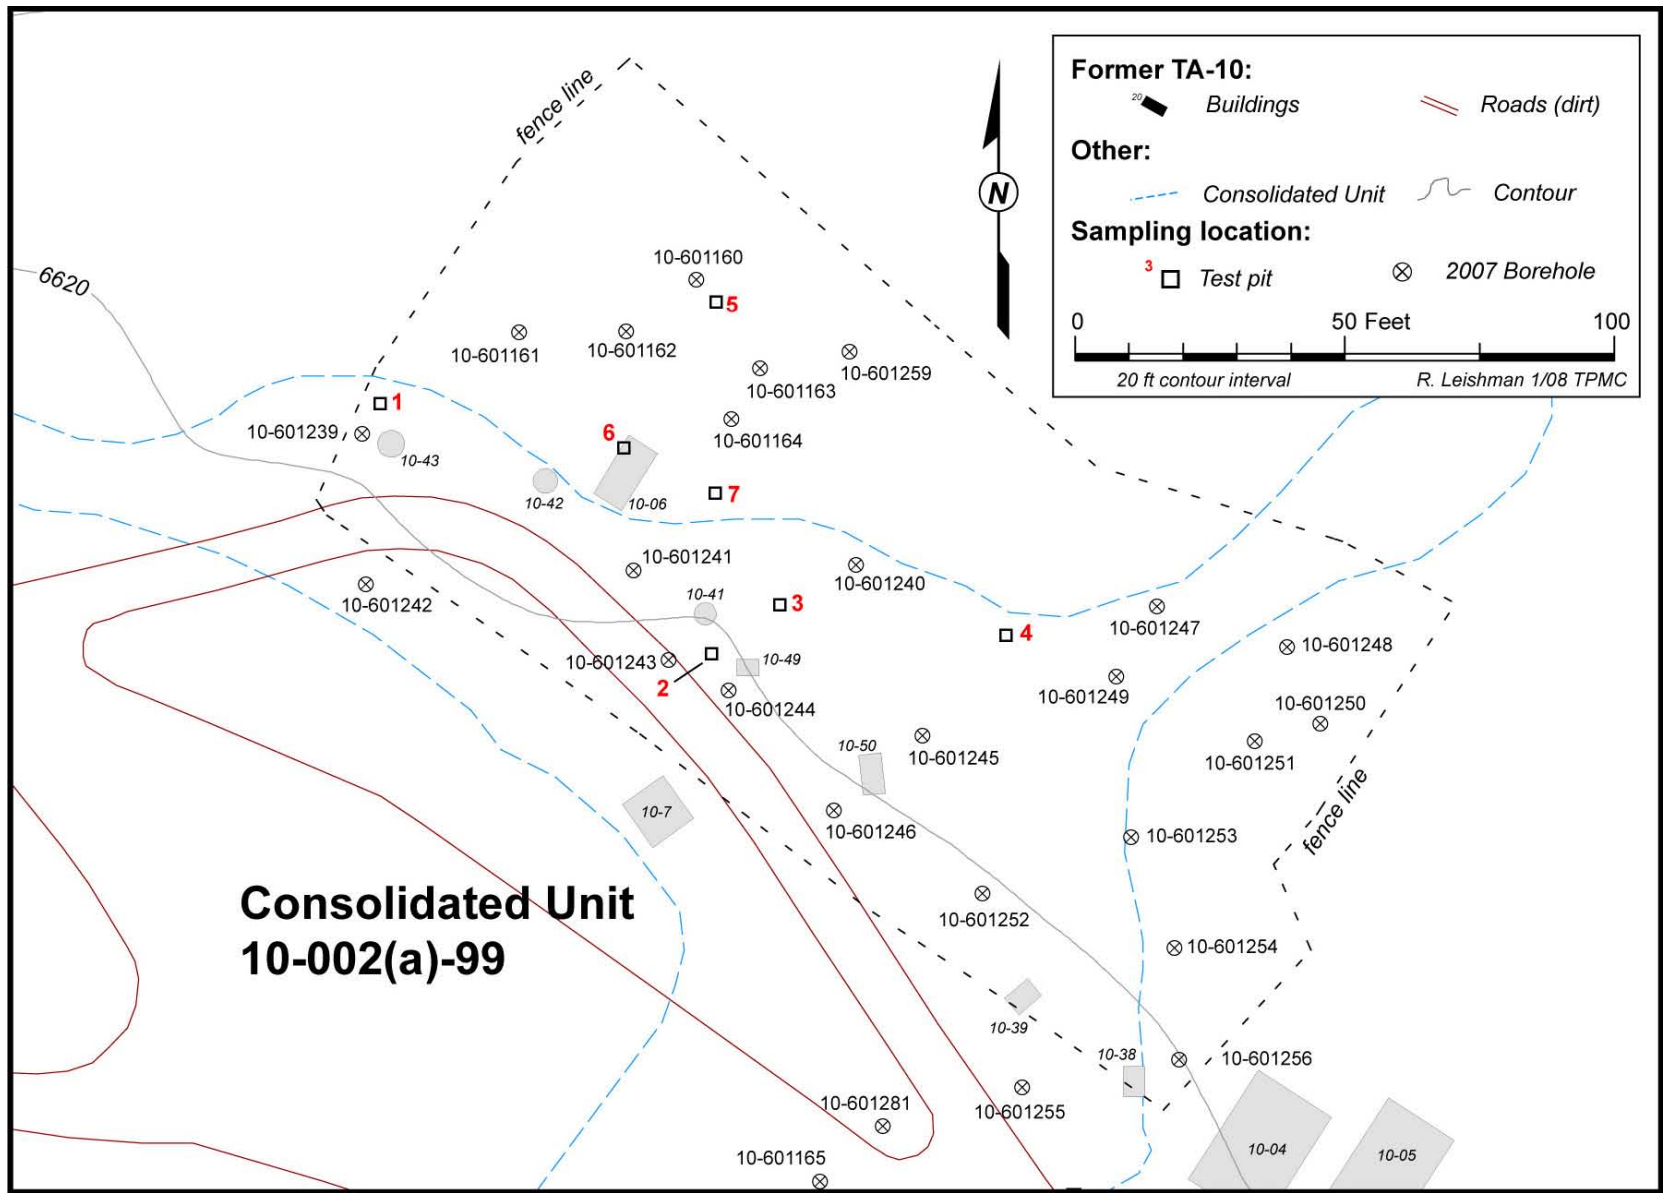 fence line
Former TA-10:
20
Buildings
Roads (dirt)
Other:
Consolidated Unit
Contour
Sampling location:
3
Test pit
2007 Borehole
0
50 Feet
100
20 ft contour interval
R. Leishman 1/08 TPMC
N
6620
10-601160
5
10-601161
10-601162
10-601259
10-601163
1
10-601239
10-43
6
10-601164
10-42
10-06
7
10-601241
10-601240
10-601242
10-41
3
10-601247
4
10-601248
10-601243
10-49
2
10-601249
10-601244
10-601250
10-50
10-601245
10-601251
10-7
10-601246
fence line
10-601253
Consolidated Unit
10-002(a)-99
10-601252
10-601254
10-39
10-38
10-601256
10-601281
10-601255
10-04
10-05
10-601165